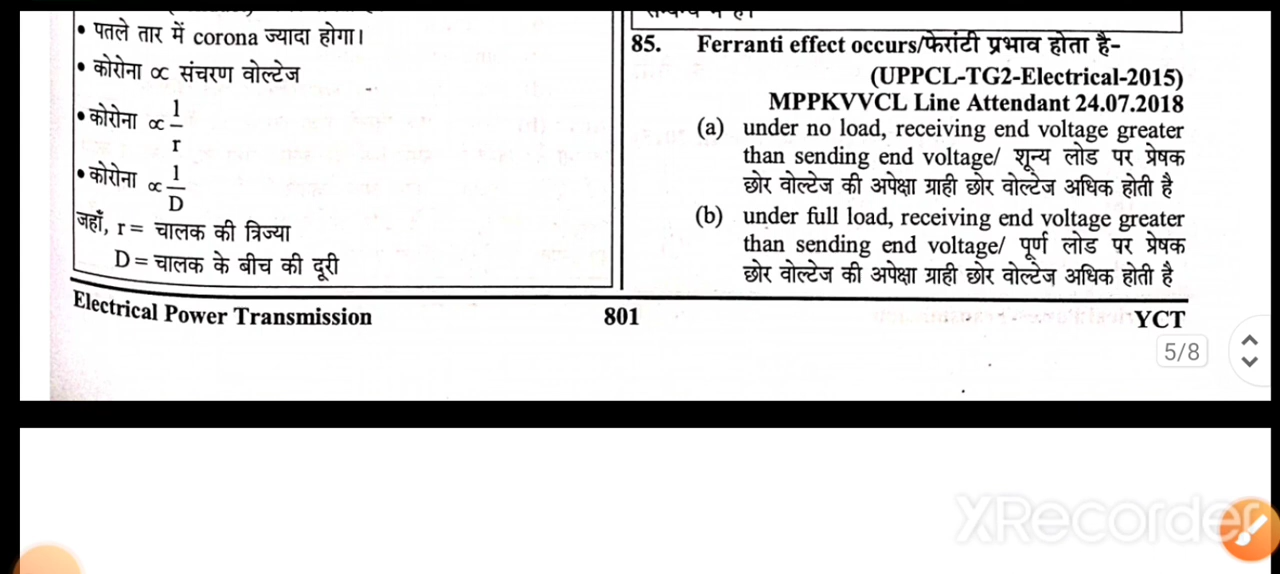 • पतले तार में corona ज्यादा होगा।
• कोरोना ∝ संचरण वोल्टेज
• कोरोना ∝ 1/r
• कोरोना ∝ 1/D
जहाँ, r = चालक की त्रिज्या
D = चालक के बीच की दूरी
85. Ferranti effect occurs/फेरांटी प्रभाव होता है–
(UPPCL-TG2-Electrical-2015)
MPPKVVCL Line Attendant 24.07.2018
(a) under no load, receiving end voltage greater
than sending end voltage/ शून्य लोड पर प्रेषक
छोर वोल्टेज की अपेक्षा ग्राही छोर वोल्टेज अधिक होती है
(b) under full load, receiving end voltage greater
than sending end voltage/ पूर्ण लोड पर प्रेषक
छोर वोल्टेज की अपेक्षा ग्राही छोर वोल्टेज अधिक होती है
Electrical Power Transmission 801 YCT
5/8
XRecorder